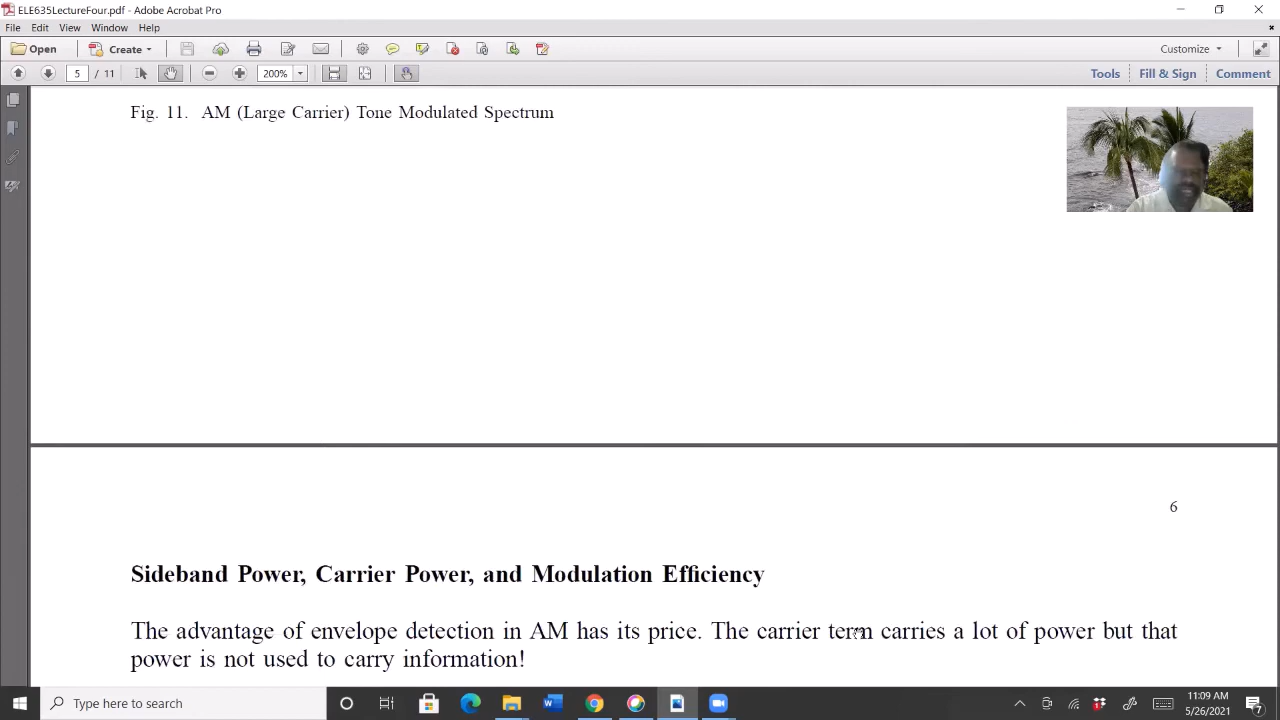 ELE635LectureFour.pdf - Adobe Acrobat Pro
File Edit View Window Help
Open Create Customize
5 / 11 200% Tools Fill & Sign Comment
Fig. 11. AM (Large Carrier) Tone Modulated Spectrum
6
Sideband Power, Carrier Power, and Modulation Efficiency
The advantage of envelope detection in AM has its price. The carrier term carries a lot of power but that
power is not used to carry information!
Type here to search
11:09 AM
5/26/2021
7